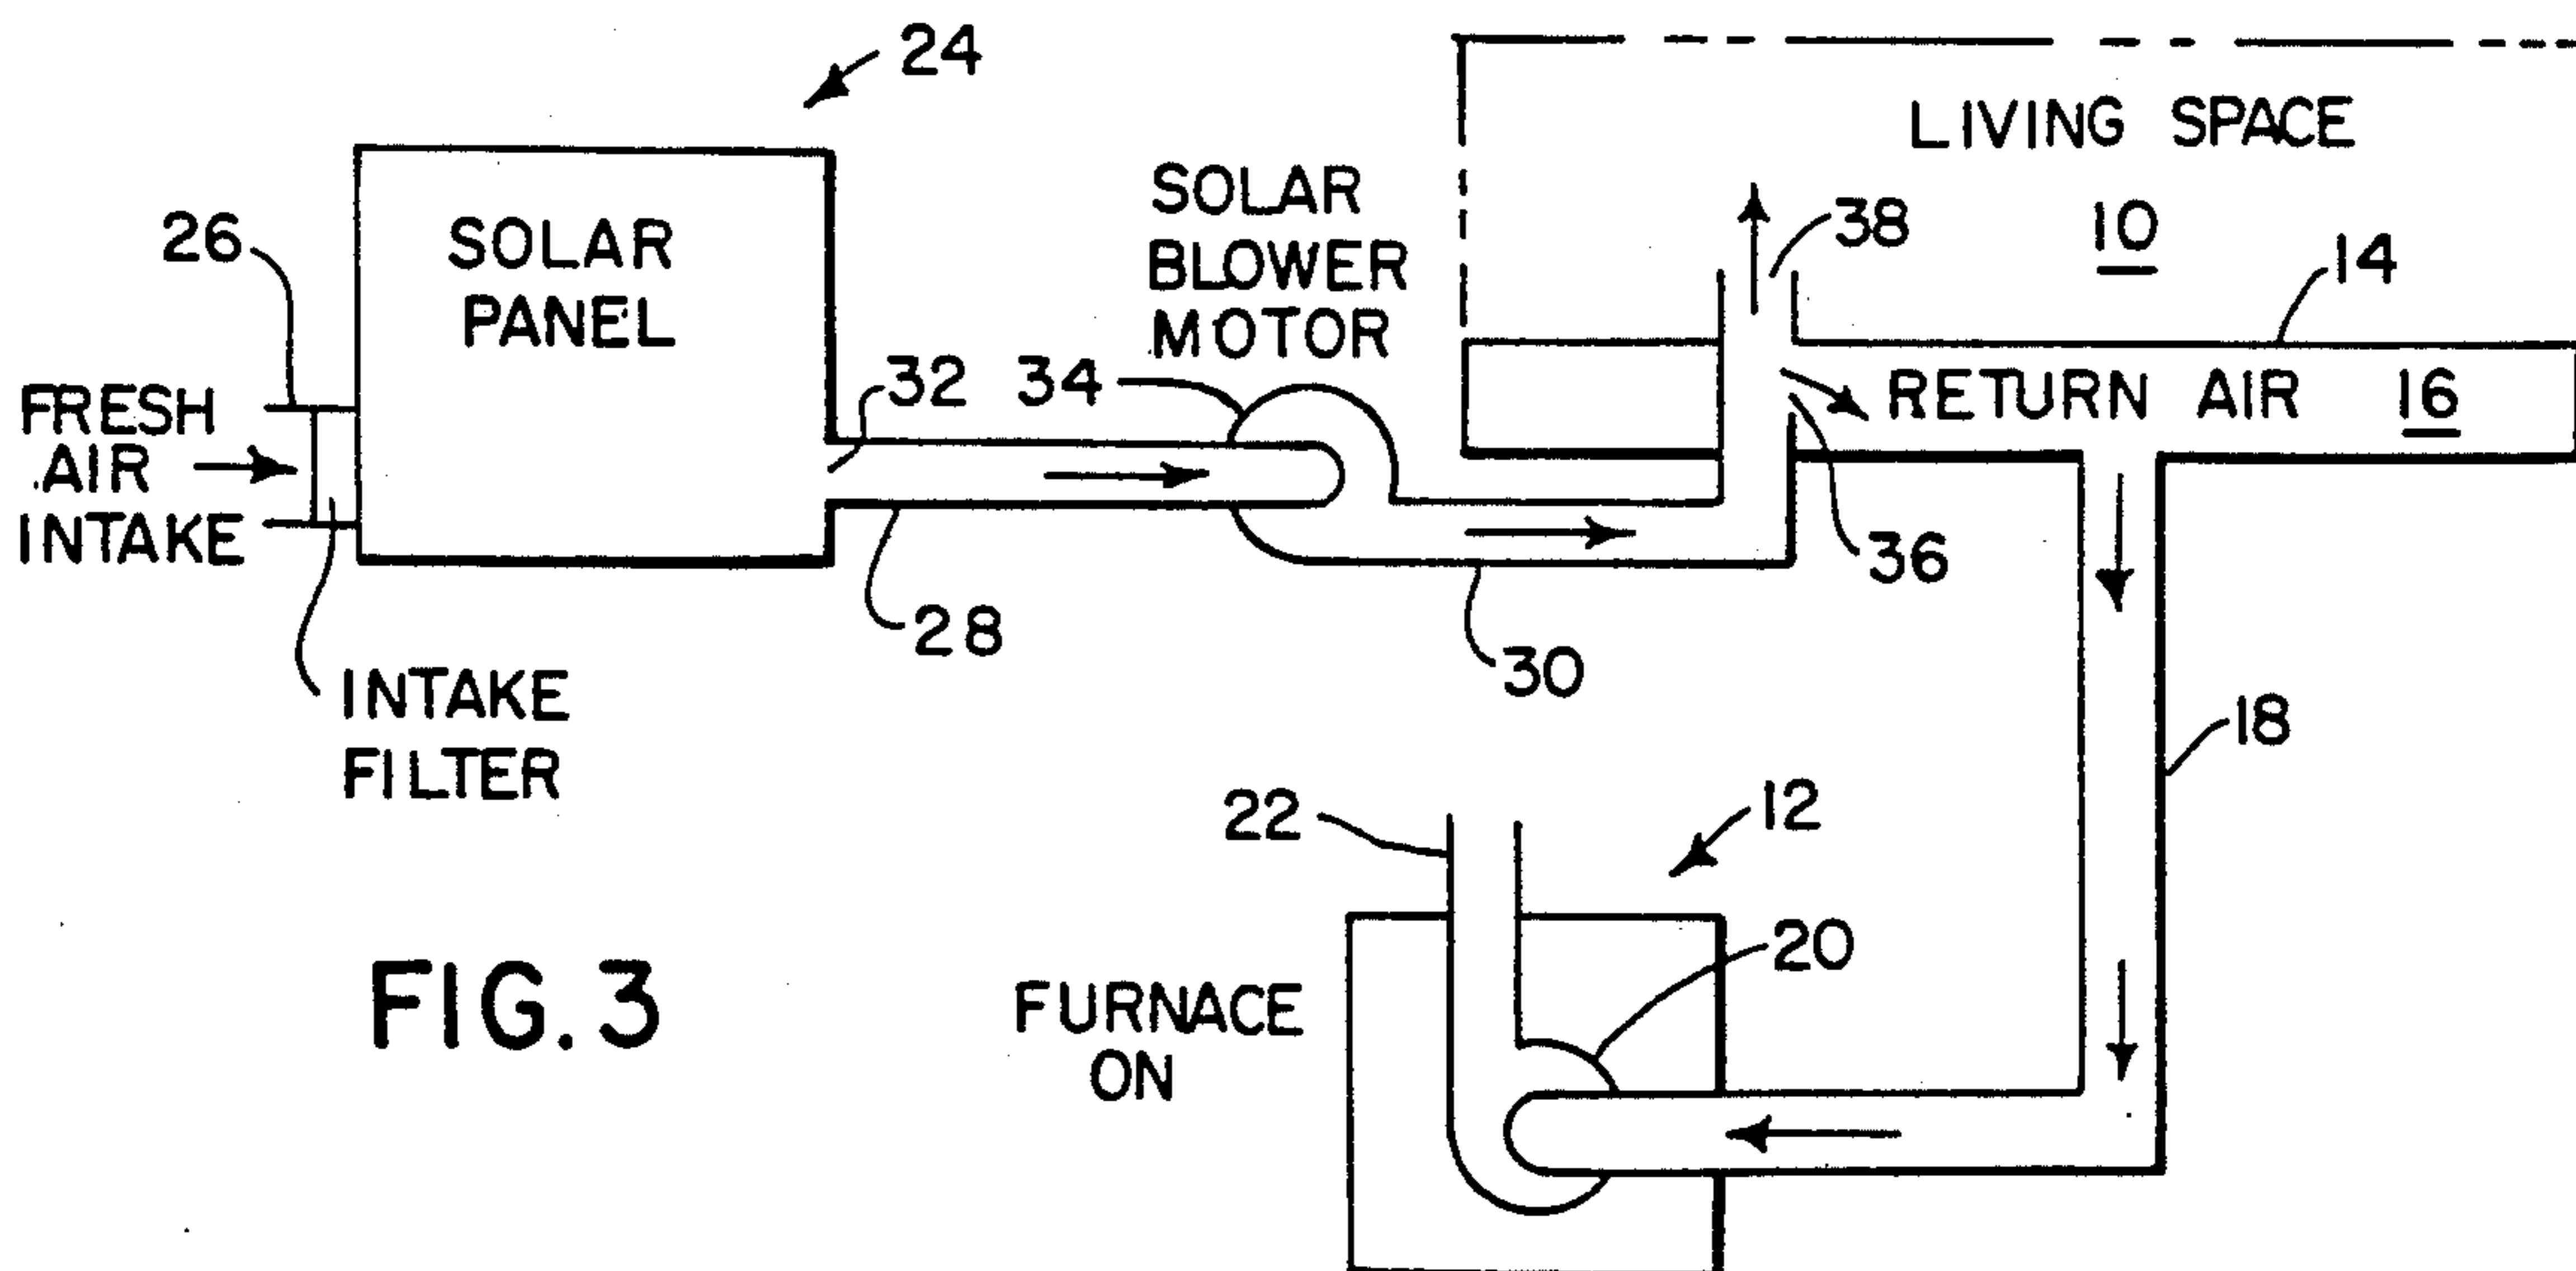 24
LIVING SPACE
10
14
RETURN AIR 16
38
36
SOLAR
BLOWER
MOTOR
34
26
SOLAR
PANEL
FRESH
AIR
INTAKE
32
28
30
INTAKE
FILTER
18
22
12
20
FURNACE
ON
FIG. 3